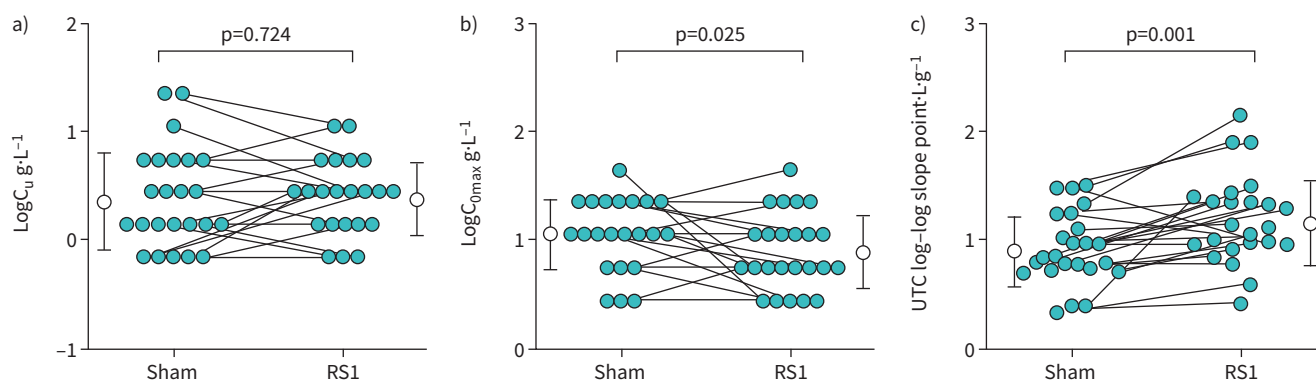 a)
p=0.724
LogCᵤ g·L⁻¹
2
1
0
–1
Sham RS1
b)
p=0.025
LogC₀₀max g·L⁻¹
3
2
1
0
Sham RS1
c)
p=0.001
UTC log–log slope point·L·g⁻¹
3
2
1
0
Sham RS1